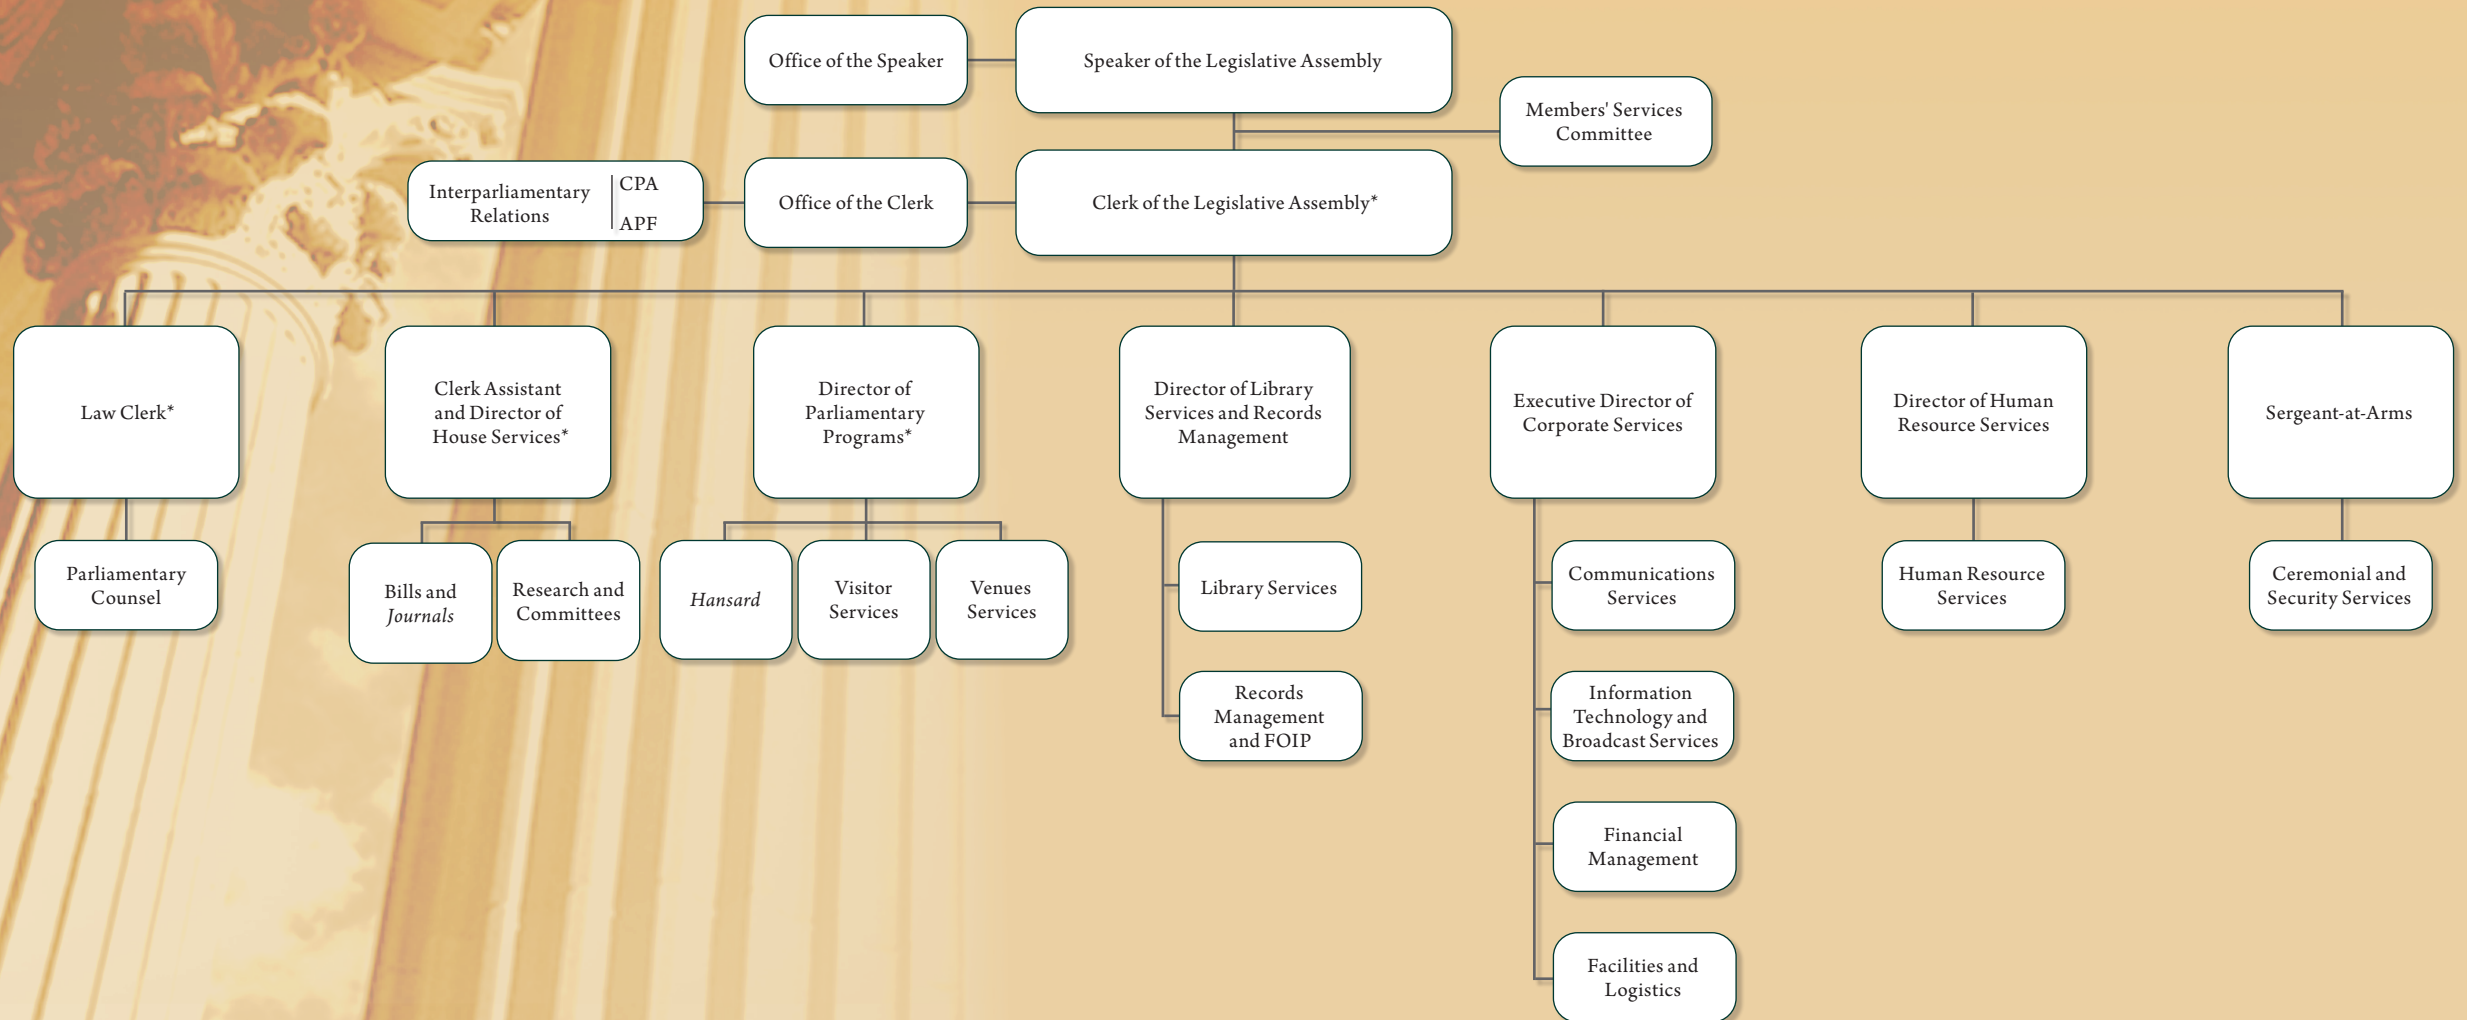 Office of the Speaker
Speaker of the Legislative Assembly
Members' Services
Committee
Interparliamentary
Relations
CPA
APF
Office of the Clerk
Clerk of the Legislative Assembly*
Law Clerk*
Clerk Assistant
and Director of
House Services*
Director of
Parliamentary
Programs*
Director of Library
Services and Records
Management
Executive Director of
Corporate Services
Director of Human
Resource Services
Sergeant-at-Arms
Parliamentary
Counsel
Bills and
Journals
Research and
Committees
Hansard
Visitor
Services
Venues
Services
Library Services
Records
Management
and FOIP
Communications
Services
Information
Technology and
Broadcast Services
Financial
Management
Facilities and
Logistics
Human Resource
Services
Ceremonial and
Security Services